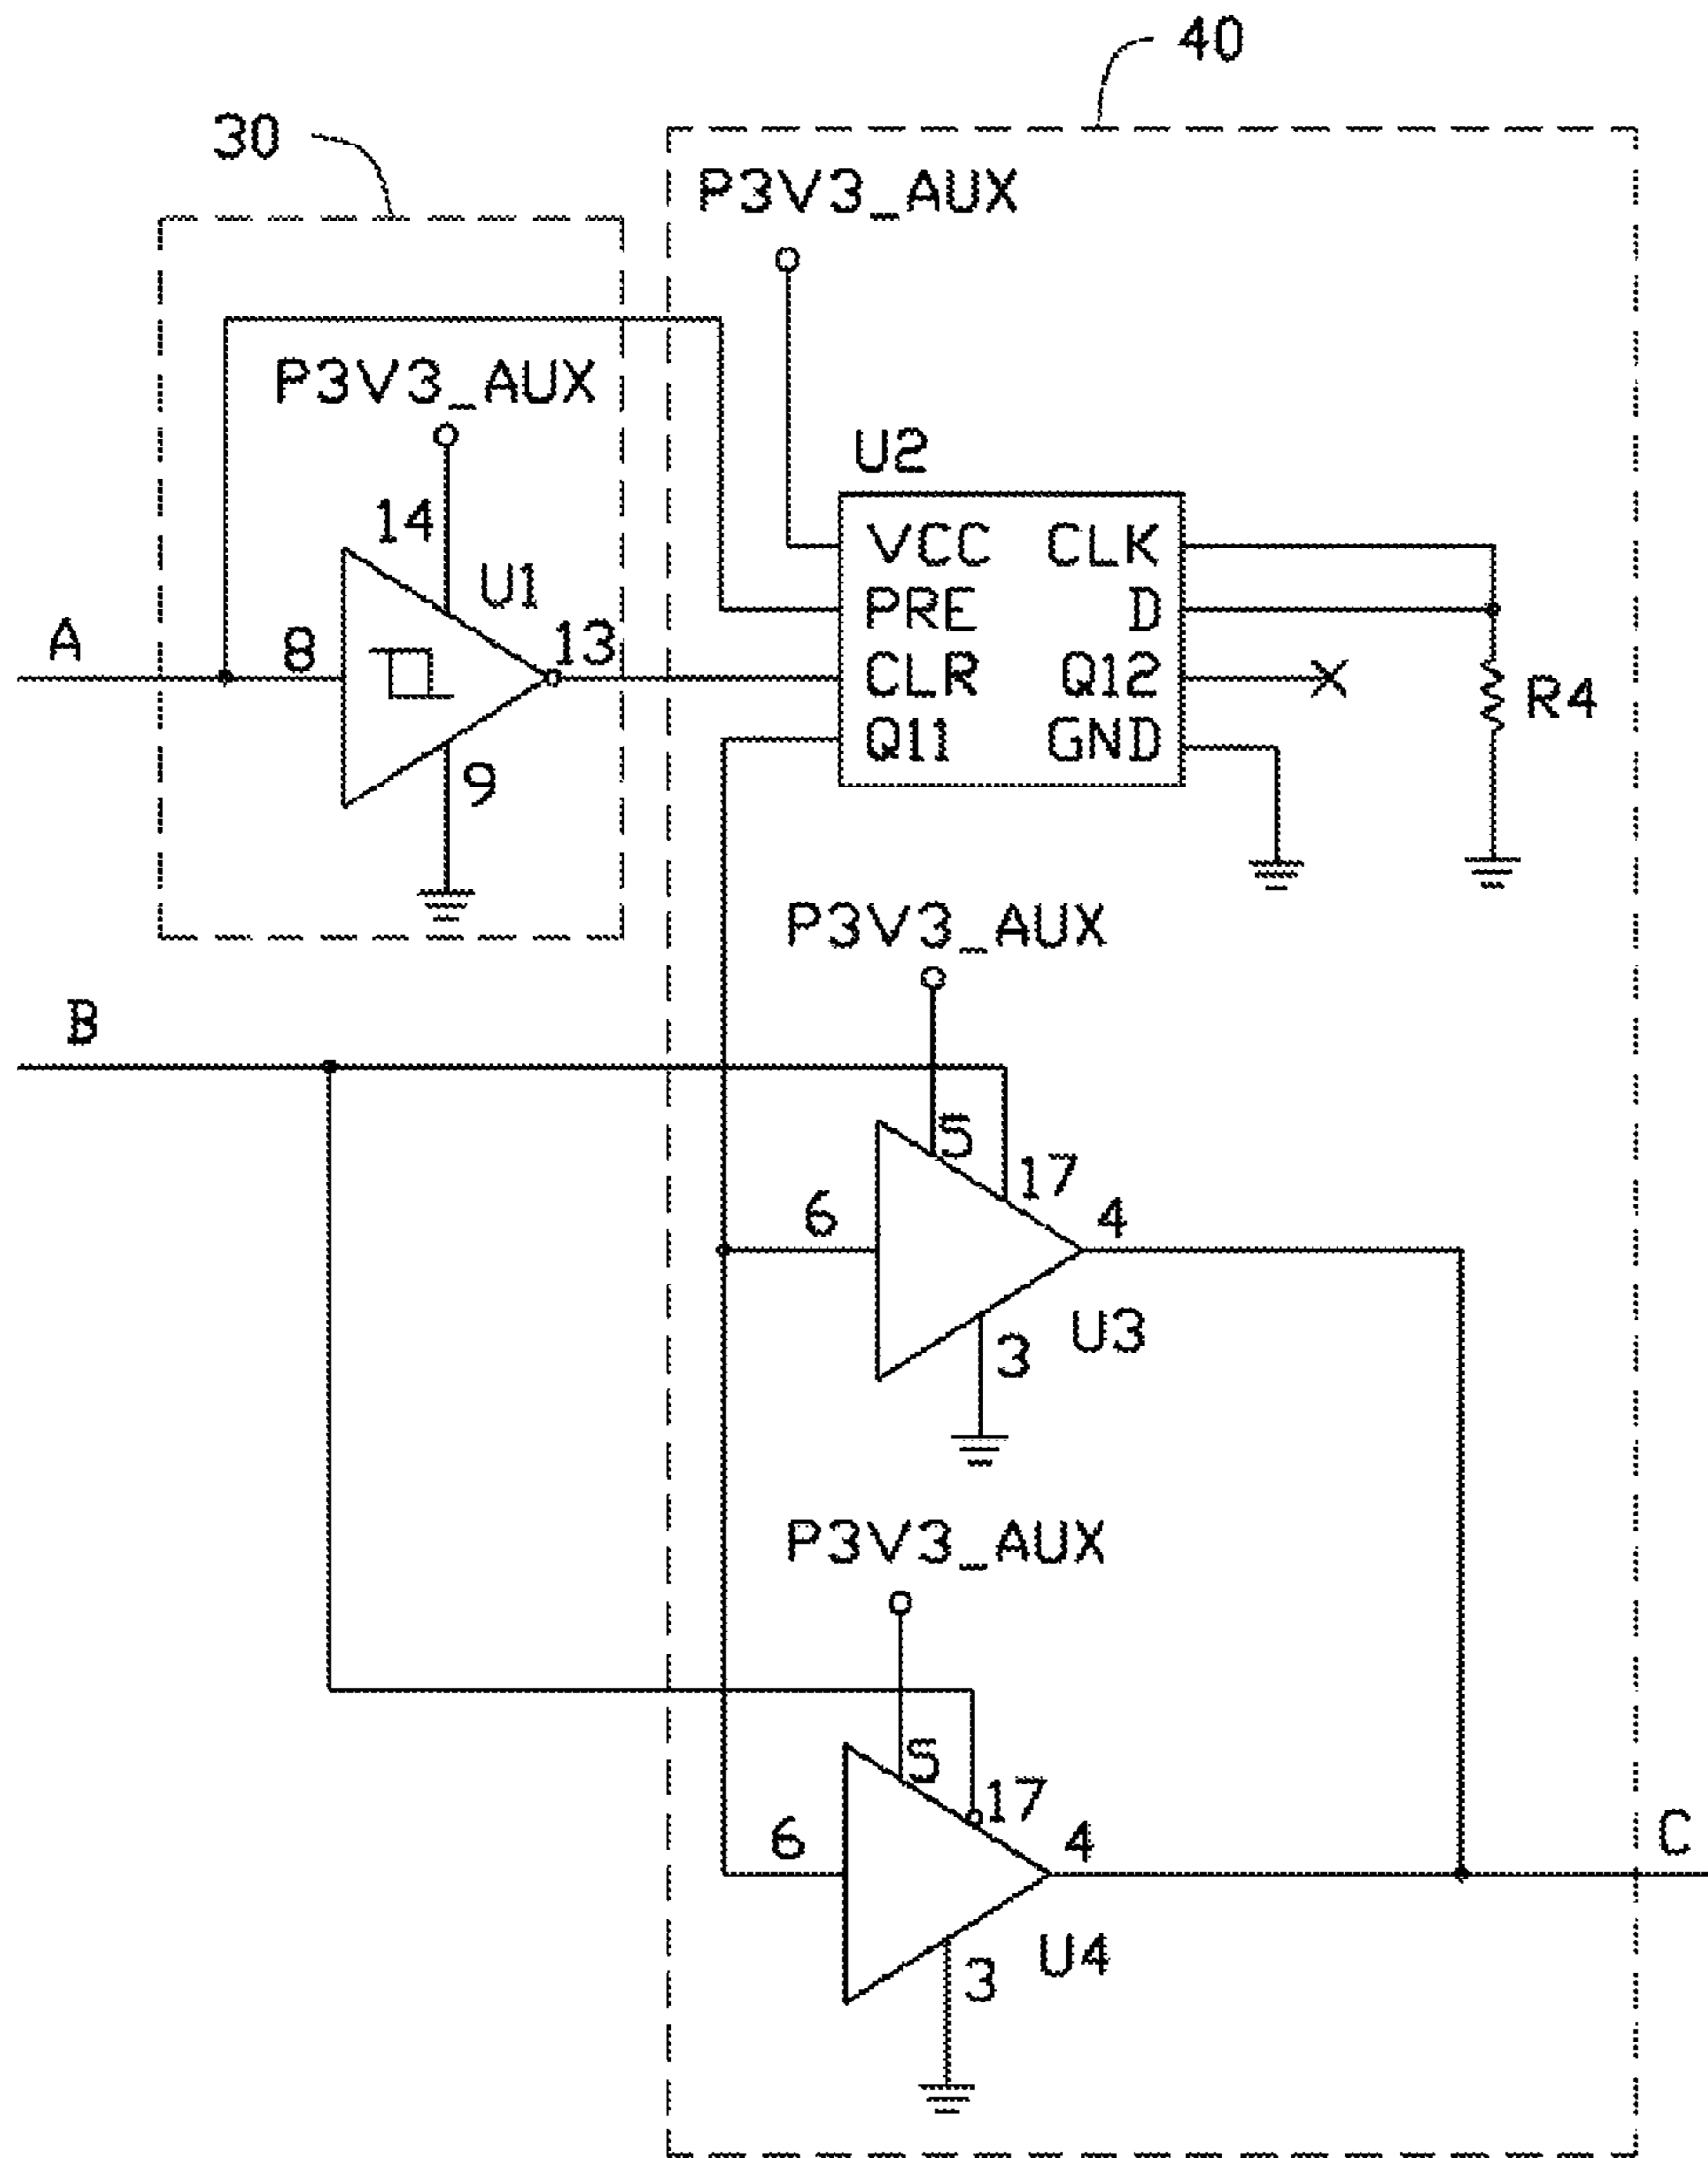 40
30
P3V3_AUX
P3V3_AUX
U2
14
VCC CLK
U1
PRE D
A
8
13
CLR Q12
R4
Q11 GND
9
P3V3_AUX
B
5
17
6
4
U3
3
P3V3_AUX
5
17
6
4
C
U4
3